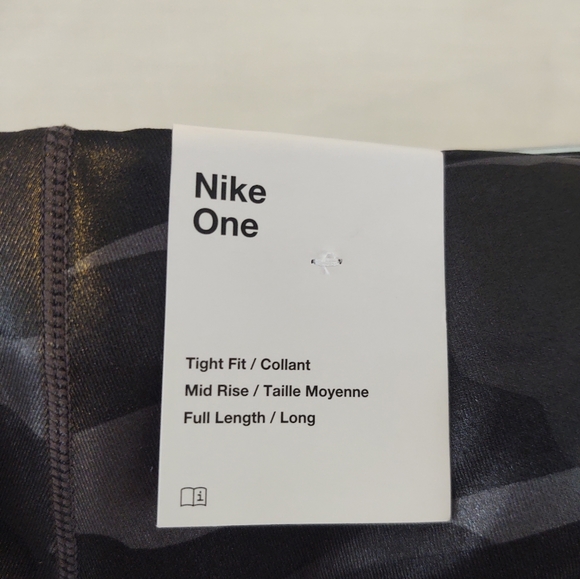 Nike
One
Tight Fit / Collant
Mid Rise / Taille Moyenne
Full Length / Long
i